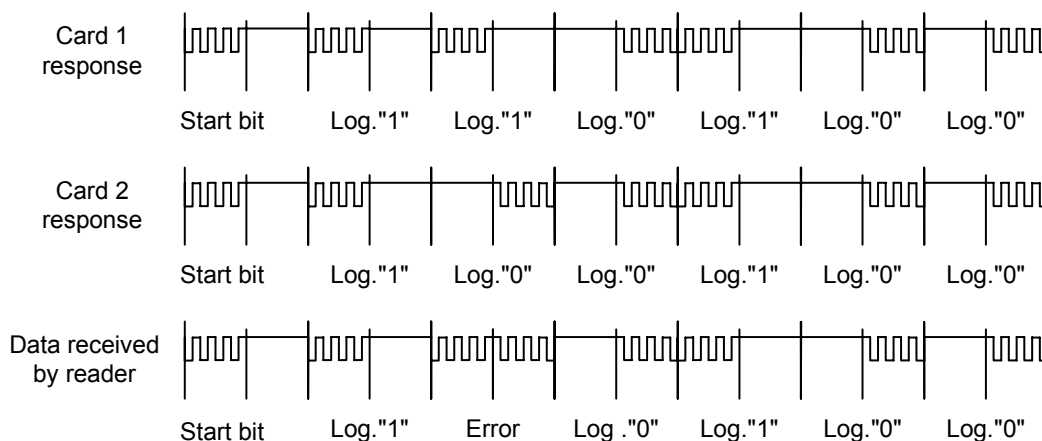 Card 1
response
Start bit Log."1" Log."1" Log."0" Log."1" Log."0" Log."0"
Card 2
response
Start bit Log."1" Log."0" Log."0" Log."1" Log."0" Log."0"
Data received
by reader
Start bit Log."1" Error Log ."0" Log."1" Log."0" Log."0"